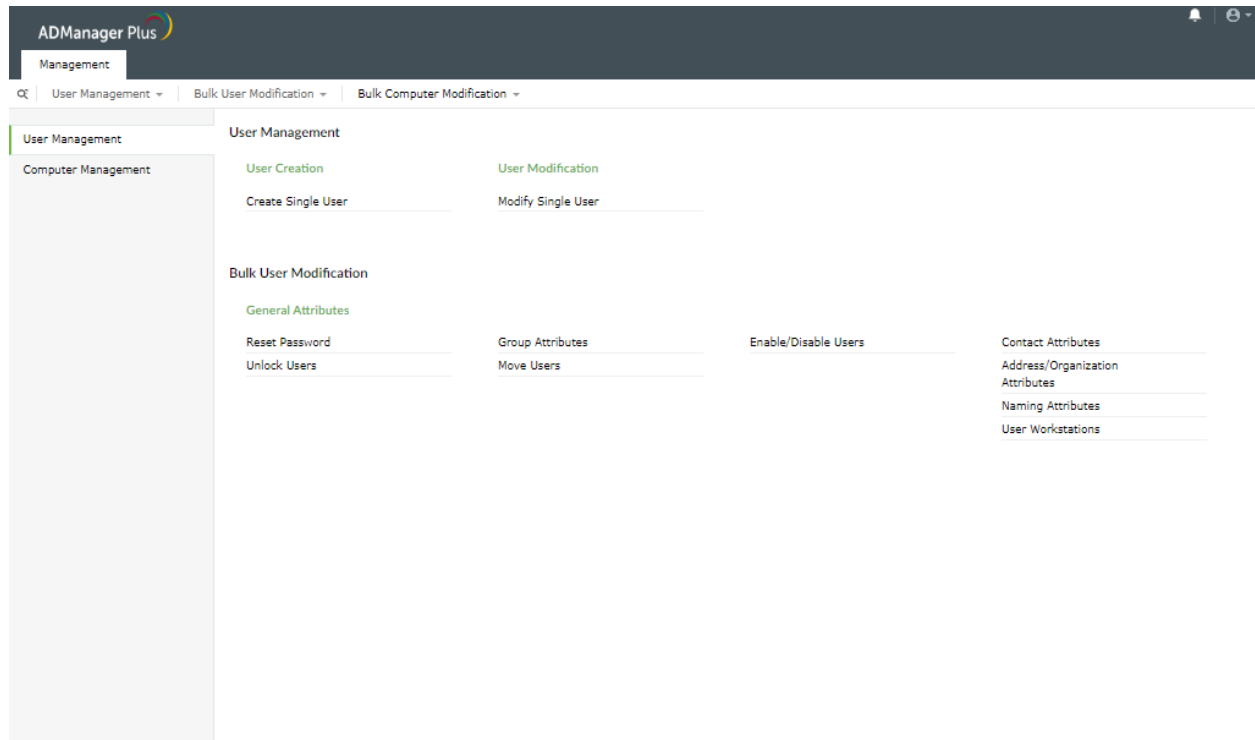 ADManager Plus
Management
User Management
Bulk User Modification
Bulk Computer Modification
User Management
Computer Management
User Management
User Creation
User Modification
Create Single User
Modify Single User
Bulk User Modification
General Attributes
Reset Password
Group Attributes
Enable/Disable Users
Contact Attributes
Unlock Users
Move Users
Address/Organization
Attributes
Naming Attributes
User Workstations